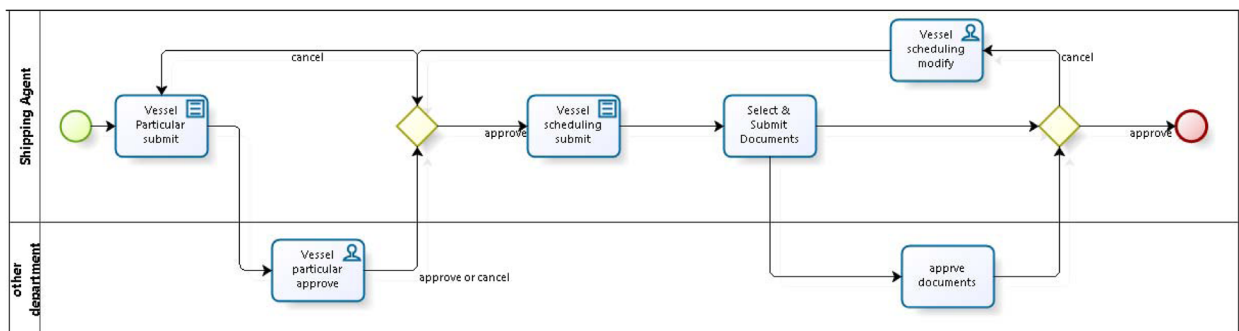 Shipping Agent
Vessel
Particular
submit
cancel
approve
Vessel
scheduling
submit
Select &
Submit
Documents
Vessel
scheduling
modify
cancel
approve
other
department
Vessel
particular
approve
approve or cancel
apprve
documents